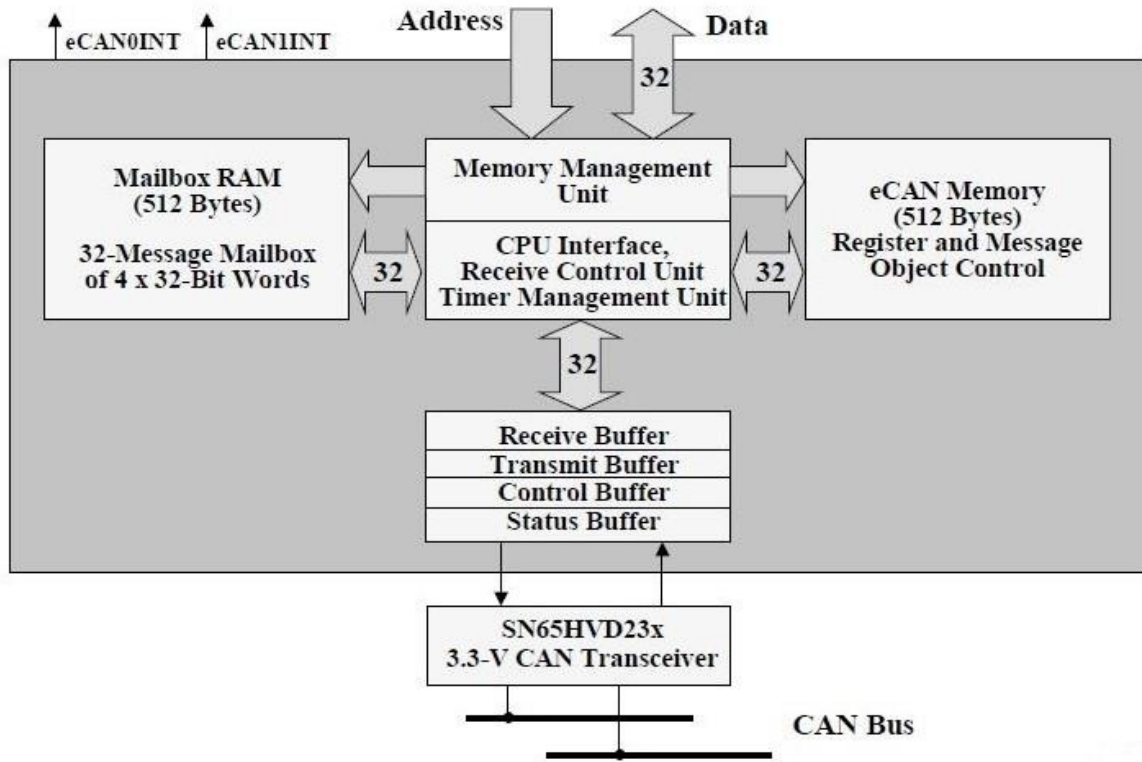 eCAN0INT
eCAN1INT
Address
Data
32
Mailbox RAM
(512 Bytes)
32-Message Mailbox
of 4 x 32-Bit Words
32
Memory Management
Unit
CPU Interface,
Receive Control Unit
Timer Management Unit
32
eCAN Memory
(512 Bytes)
Register and Message
Object Control
32
Receive Buffer
Transmit Buffer
Control Buffer
Status Buffer
SN65HVD23x
3.3-V CAN Transceiver
CAN Bus